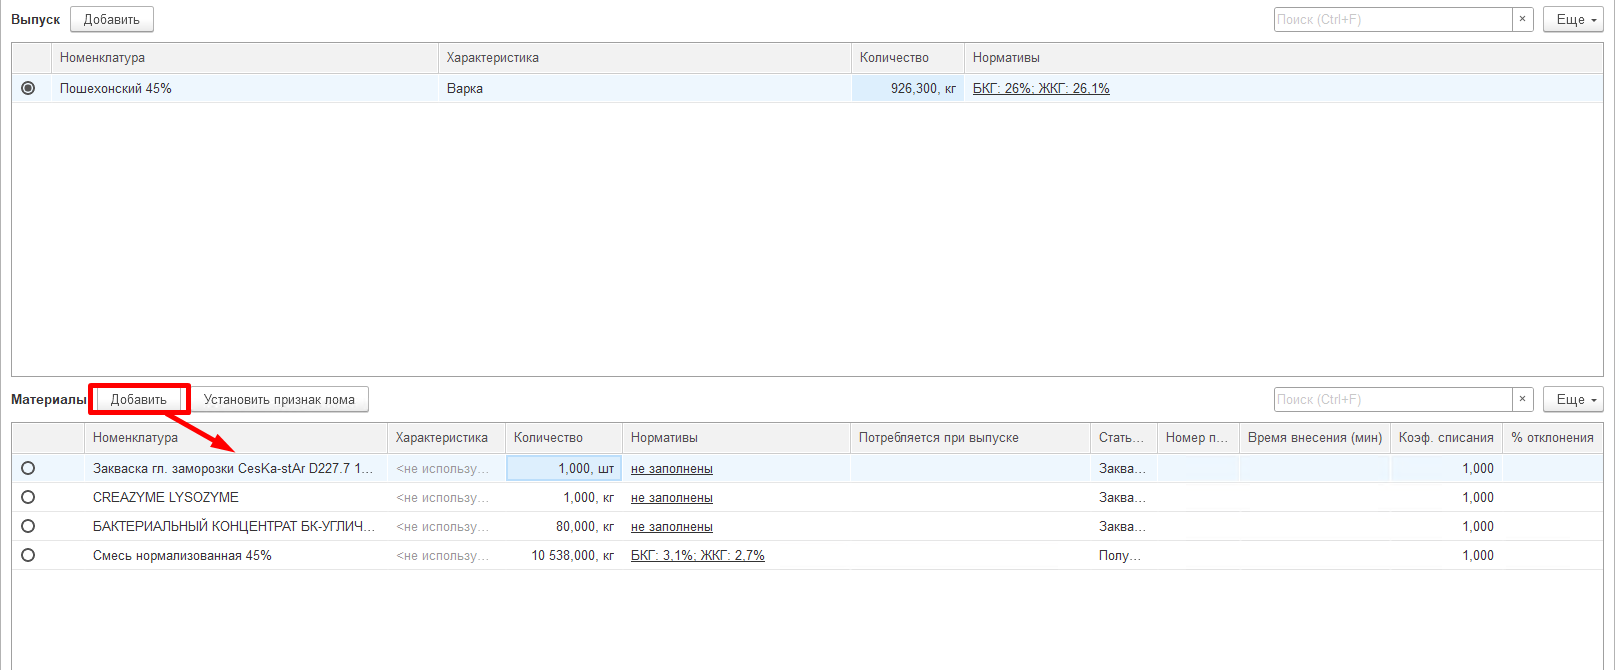 Выпуск Добавить Поиск (Ctrl+F) × Еще
Номенклатура Характеристика Количество Нормативы
Пошехонский 45% Варка 926,300, кг БКГ: 26%; ЖКГ: 26,1%
Материалы Добавить Установить признак лома Поиск (Ctrl+F) × Еще
Номенклатура Характеристика Количество Нормативы Потребляется при выпуске Стать... Номер п... Время внесения (мин) Коэф. списания % отклонения
Закваска гл. заморозки CesKa-stAr D227.7 1... <не использу... 1,000, шт не заполнены Заква... 1,000
CREAZYME LYSOZYME <не использу... 1,000, кг не заполнены Заква... 1,000
БАКТЕРИАЛЬНЫЙ КОНЦЕНТРАТ БК-УГЛИЧ... <не использу... 80,000, кг не заполнены Заква... 1,000
Смесь нормализованная 45% <не использу... 10 538,000, кг БКГ: 3,1%; ЖКГ: 2,7% Полу... 1,000